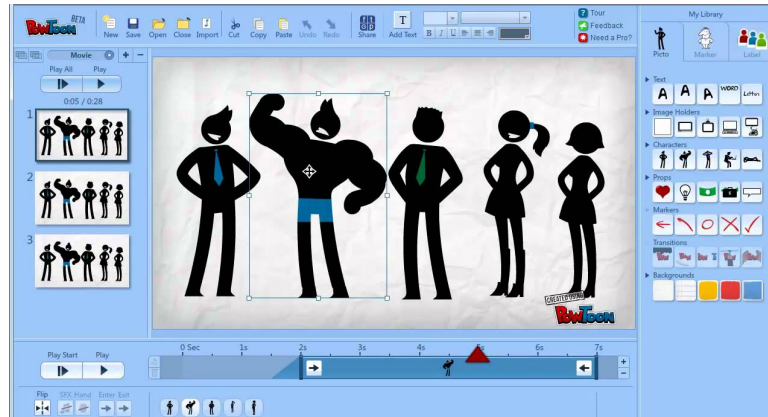 PowToon BETA
New Save Open Close Import Cut Copy Paste Undo Redo Share Add Text
B I U
Tour
Feedback
Need a Pro?
My Library
Picto Marker Label
Movie
Play All Play
0:05 / 0:28
1
2
3
Text
A A A WORD Letters
Image Holders
Characters
Props
Markers
Transitions
Backgrounds
CREATED USING
PowToon
Play Start Play
0 Sec 1s 2s 3s 4s 5s 6s 7s
Flip SFX Hand Enter Exit